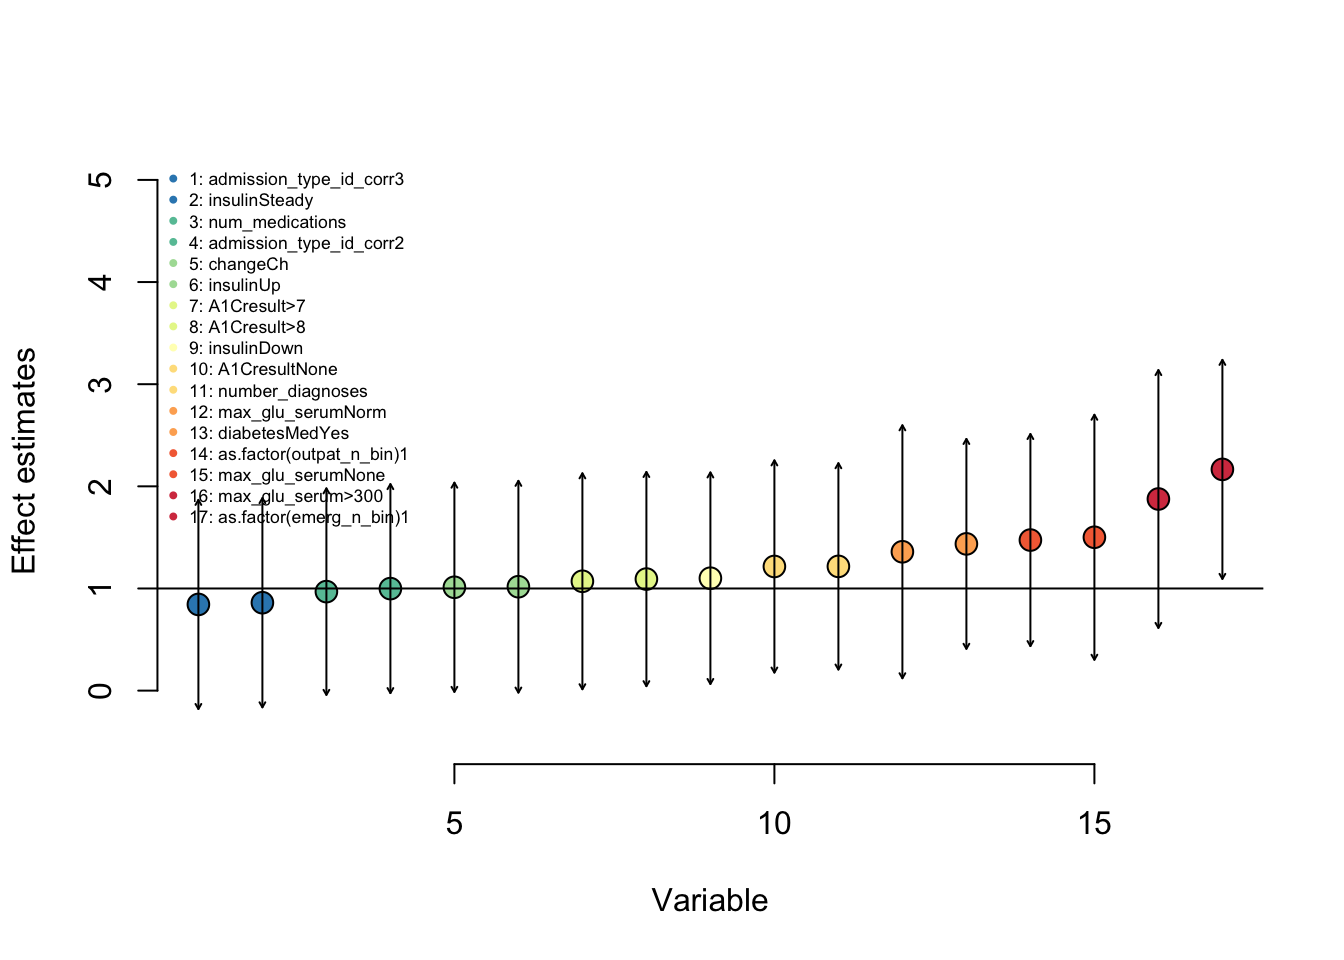 5
4
3
2
1
0
Effect estimates
1: admission_type_id_corr3
2: insulinSteady
3: num_medications
4: admission_type_id_corr2
5: changeCh
6: insulinUp
7: A1Cresult>7
8: A1Cresult>8
9: insulinDown
10: A1CresultNone
11: number_diagnoses
12: max_glu_serumNorm
13: diabetesMedYes
14: as.factor(outpat_n_bin)1
15: max_glu_serumNone
16: max_glu_serum>300
17: as.factor(emerg_n_bin)1
5 10 15
Variable